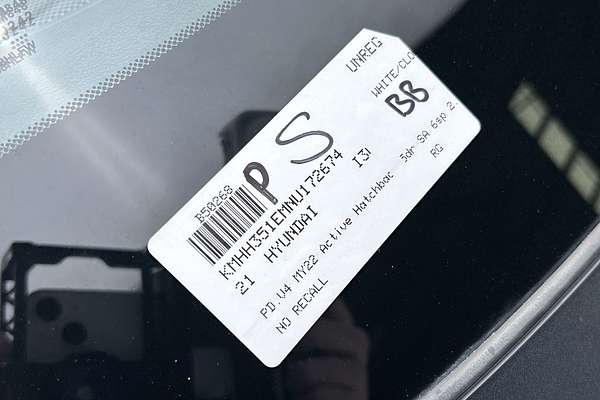 UNREG
WHITE/CLO
BB
P S
B50268
KMHH351EMNU172674
21 HYUNDAI I3
PD.V4 MY22 Active Hatchbac 5dr SA 6sp 2.
RG
NO RECALL